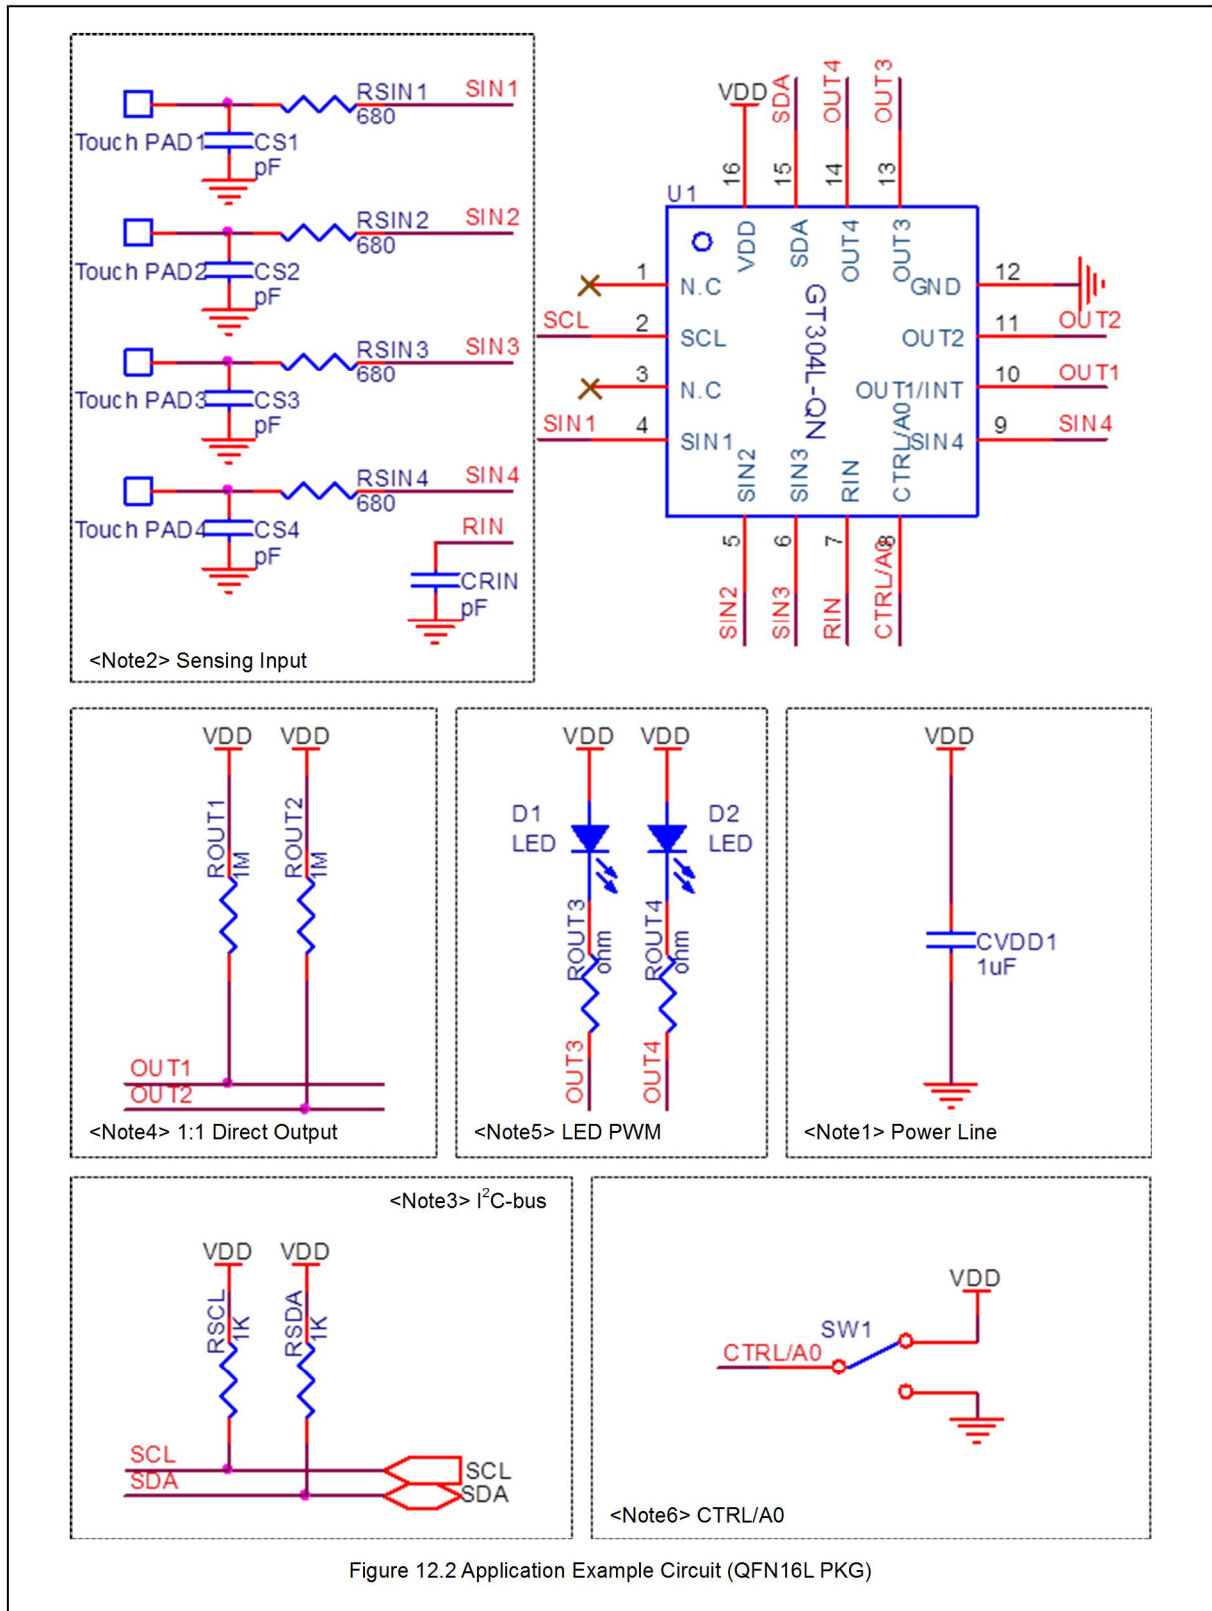 RSIN1 SIN1
680
Touch PAD1 CS1
pF
RSIN2 SIN2
680
Touch PAD2 CS2
pF
RSIN3 SIN3
680
Touch PAD3 CS3
pF
RSIN4 SIN4
680
Touch PAD4 CS4
pF
RIN
CRIN
pF
<Note2> Sensing Input
VDD SDA OUT4 OUT3
16 15 14 13
U1
VDD SDA OUT4 OUT3
1 N.C
SCL 2 SCL
3 N.C
SIN1 4 SIN1
GT304L-QN
GND 12
OUT2 11 OUT2
OUT1/INT 10 OUT1
SIN4 9 SIN4
SIN2 SIN3 RIN CTRL/A0
5 6 7 8
SIN2 SIN3 RIN CTRL/A0
VDD VDD
ROUT1 ROUT2
1M 1M
OUT1
OUT2
<Note4> 1:1 Direct Output
VDD VDD
D1 D2
LED LED
ROUT3 ROUT4
ohm ohm
OUT3 OUT4
<Note5> LED PWM
VDD
CVDD1
1uF
<Note1> Power Line
<Note3> I²C-bus
VDD VDD
RSCL RSDA
1K 1K
SCL SCL
SDA SDA
VDD
SW1
CTRL/A0
<Note6> CTRL/A0
Figure 12.2 Application Example Circuit (QFN16L PKG)